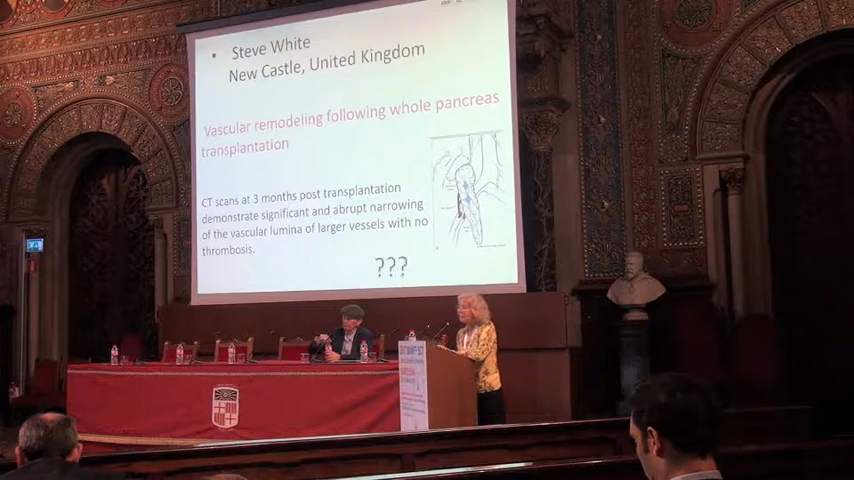 • Steve White
New Castle, United Kingdom
Vascular remodeling following whole pancreas
transplantation
CT scans at 3 months post transplantation
demonstrate significant and abrupt narrowing
of the vascular lumina of larger vessels with no
thrombosis.
???